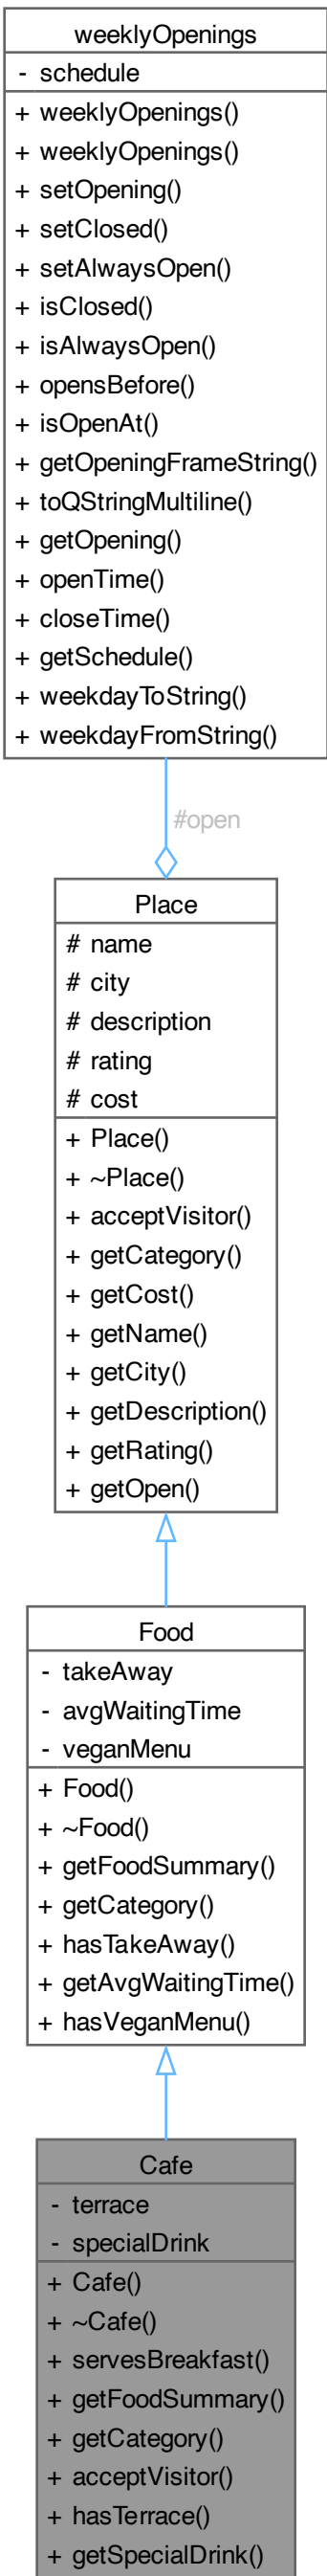 weeklyOpenings
- schedule
+ weeklyOpenings()
+ weeklyOpenings()
+ setOpening()
+ setClosed()
+ setAlwaysOpen()
+ isClosed()
+ isAlwaysOpen()
+ opensBefore()
+ isOpenAt()
+ getOpeningFrameString()
+ toQStringMultiline()
+ getOpening()
+ openTime()
+ closeTime()
+ getSchedule()
+ weekdayToString()
+ weekdayFromString()
#open
Place
# name
# city
# description
# rating
# cost
+ Place()
+ ~Place()
+ acceptVisitor()
+ getCategory()
+ getCost()
+ getName()
+ getCity()
+ getDescription()
+ getRating()
+ getOpen()
Food
- takeAway
- avgWaitingTime
- veganMenu
+ Food()
+ ~Food()
+ getFoodSummary()
+ getCategory()
+ hasTakeAway()
+ getAvgWaitingTime()
+ hasVeganMenu()
Cafe
- terrace
- specialDrink
+ Cafe()
+ ~Cafe()
+ servesBreakfast()
+ getFoodSummary()
+ getCategory()
+ acceptVisitor()
+ hasTerrace()
+ getSpecialDrink()